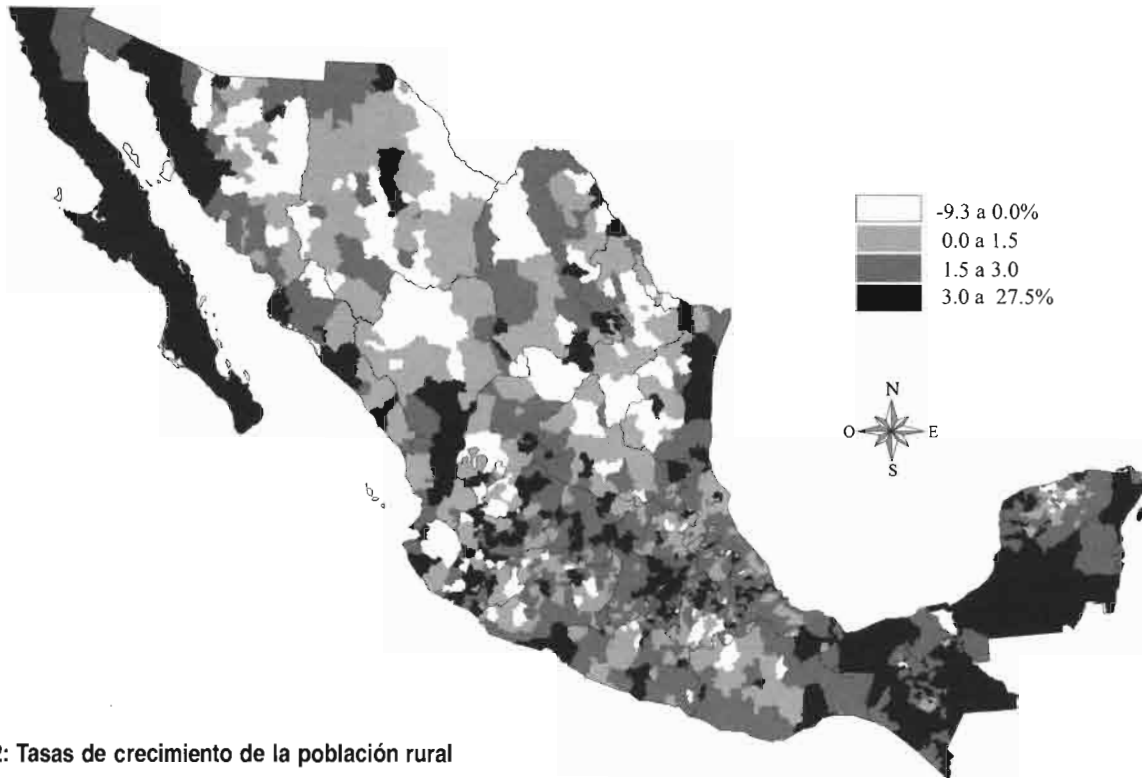 -9.3 a 0.0%
0.0 a 1.5
1.5 a 3.0
3.0 a 27.5%
N
O E
S
2: Tasas de crecimiento de la población rural